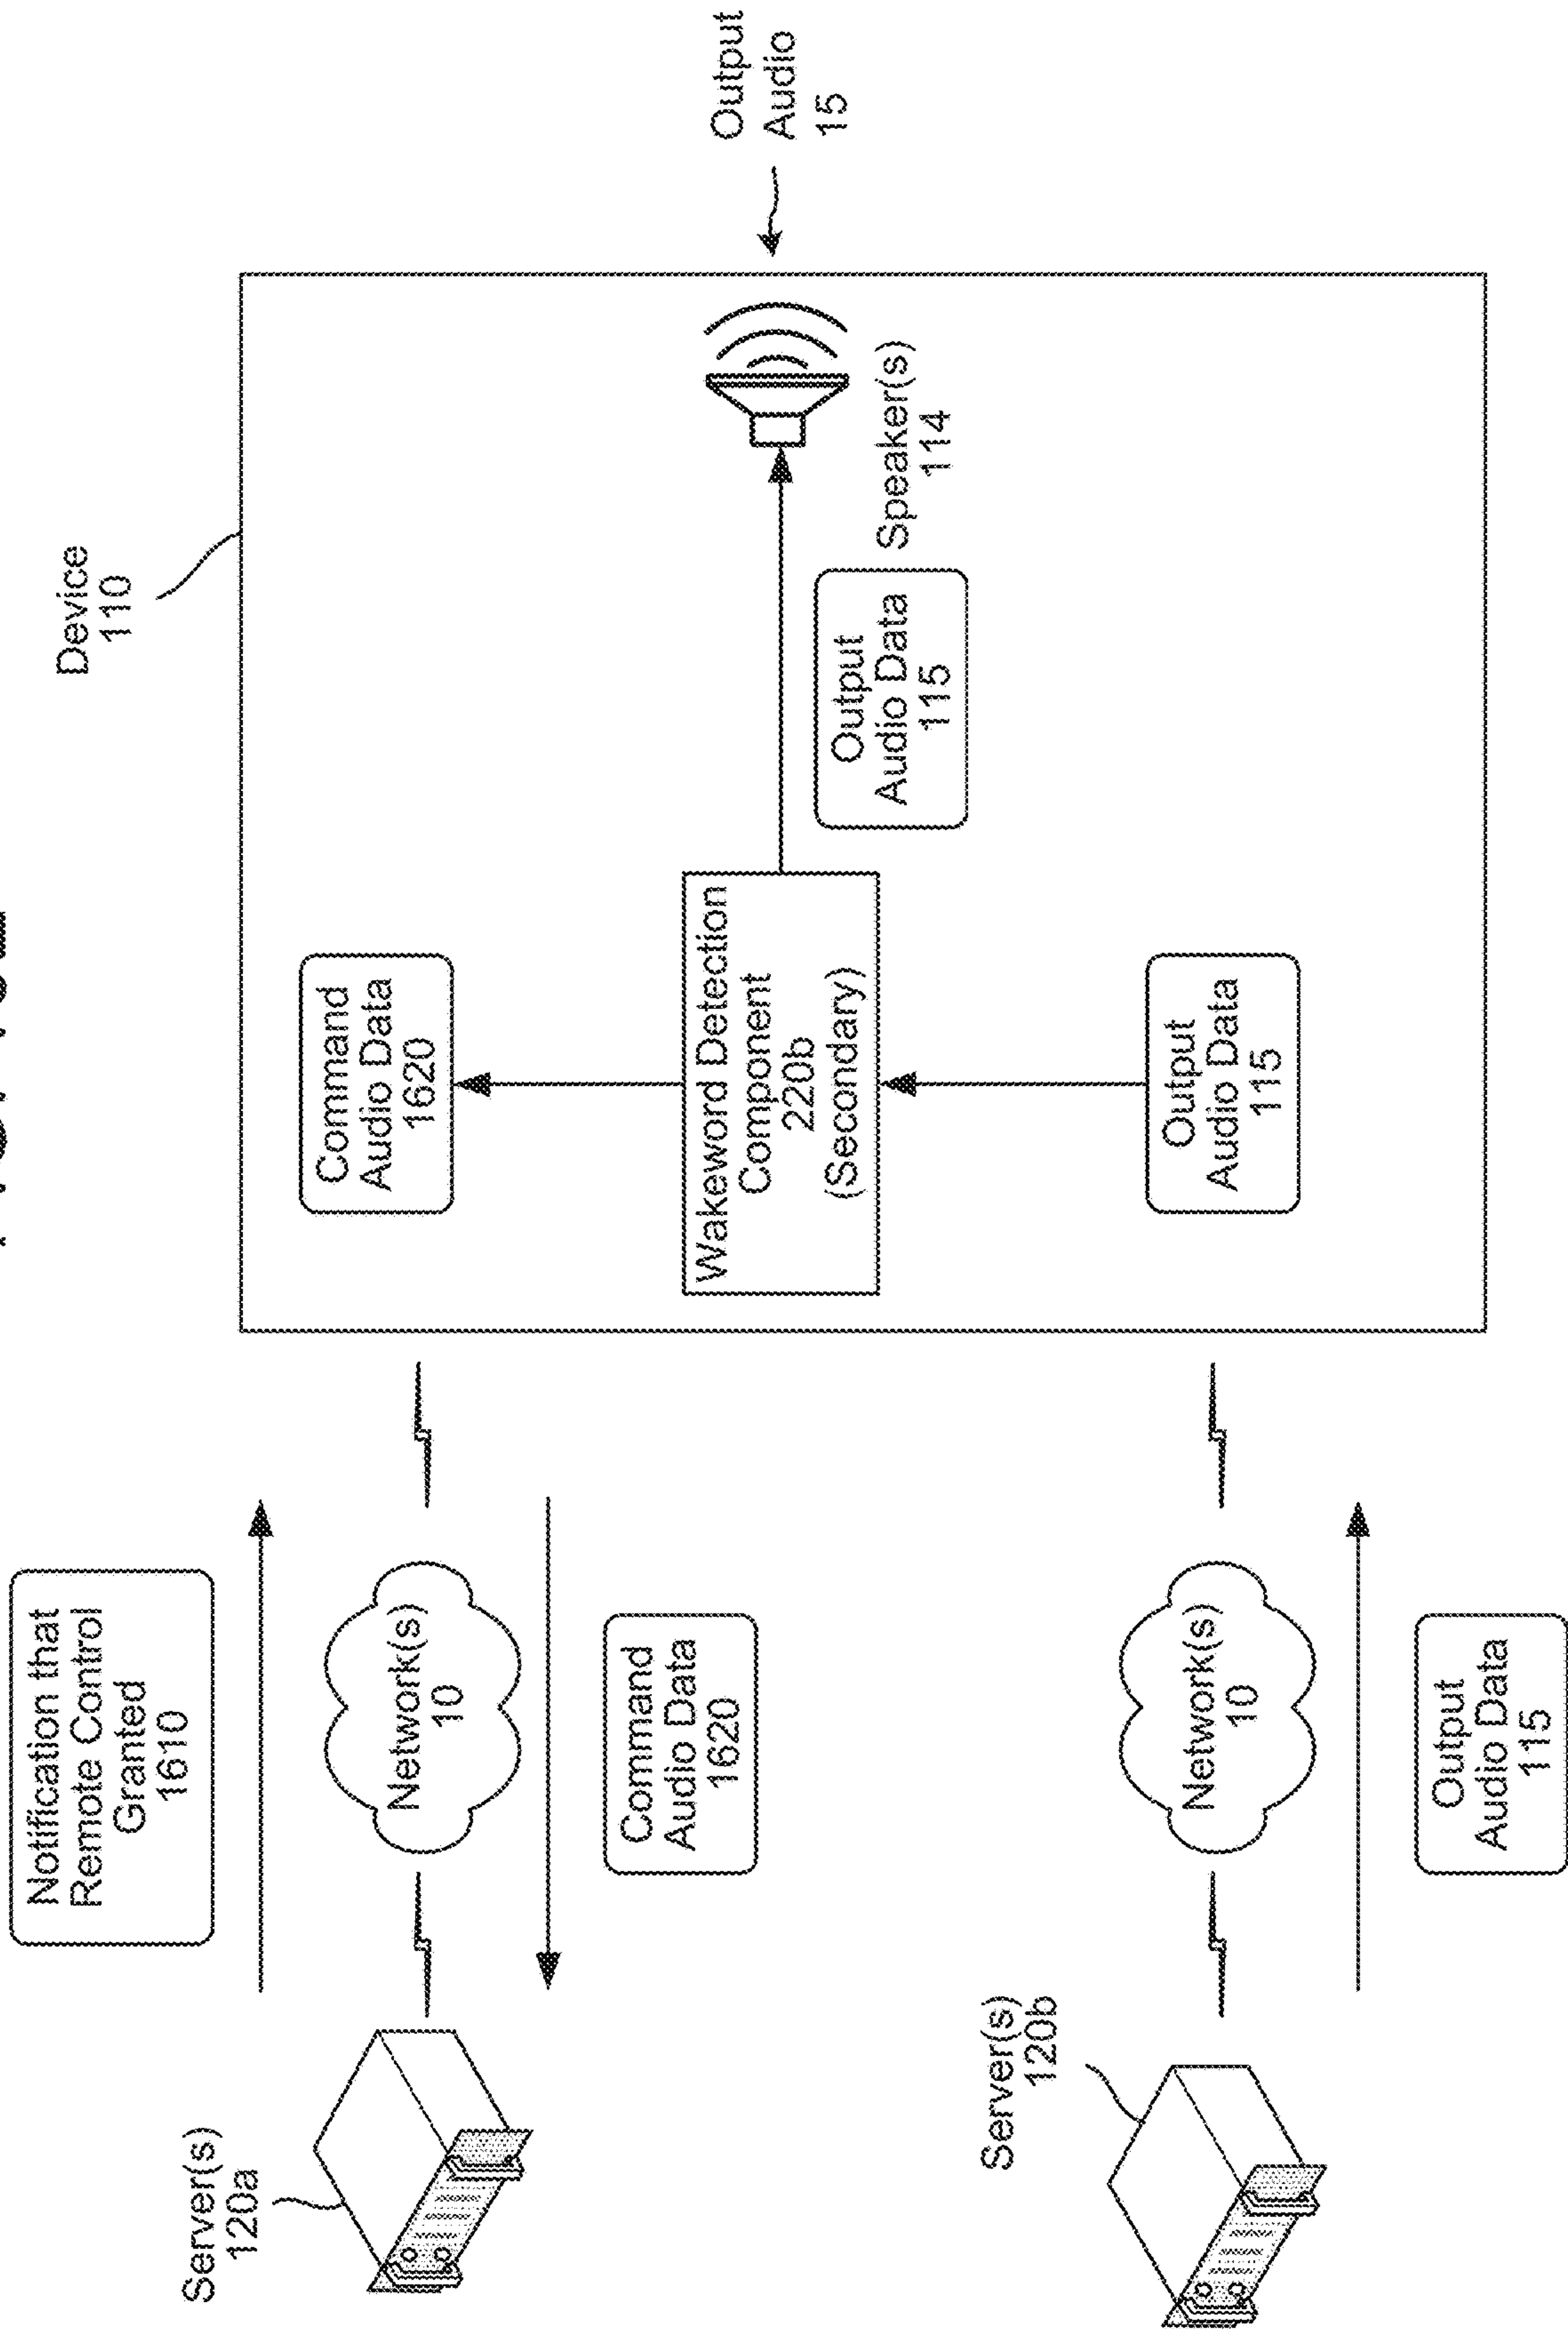 Device
110
Output
Audio
15
Notification that
Remote Control
Granted
1610
Server(s)
120a
Network(s)
10
Command
Audio Data
1620
Command
Audio Data
1620
Wakeword Detection
Component
220b
(Secondary)
Output
Audio Data
115
Speaker(s)
114
Output
Audio Data
115
Server(s)
120b
Network(s)
10
Output
Audio Data
115